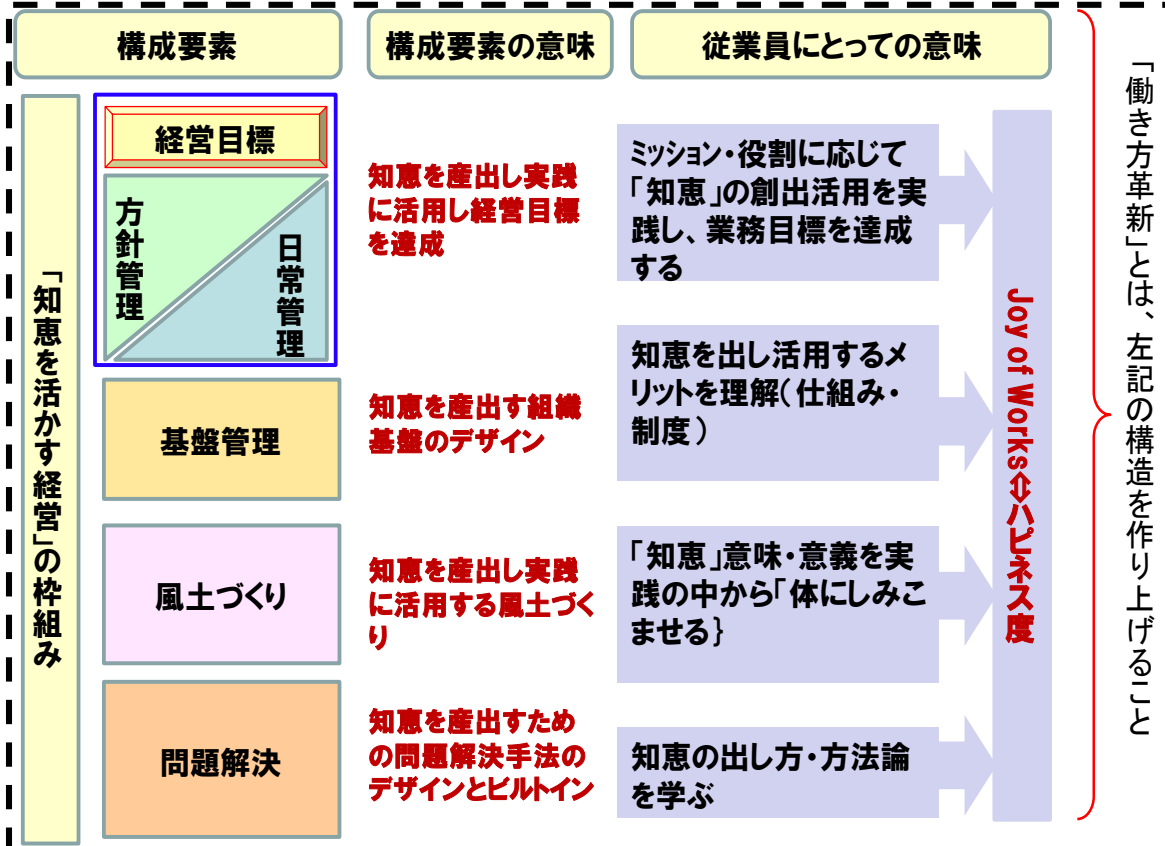 構成要素
構成要素の意味
従業員にとっての意味
「知恵を活かす経営」の枠組み
経営目標
方針管理
日常管理
知恵を産出し実践
に活用し経営目標
を達成
ミッション・役割に応じて
「知恵」の創出活用を実
践し、業務目標を達成
する
基盤管理
知恵を産出す組織
基盤のデザイン
知恵を出し活用するメ
リットを理解(仕組み・
制度)
風土づくり
知恵を産出し実践
に活用する風土づく
り
「知恵」意味・意義を実
践の中から「体にしみこ
ませる}
問題解決
知恵を産出すため
の問題解決手法の
デザインとビルトイン
知恵の出し方・方法論
を学ぶ
Joy of Works⇔ハピネス度
「働き方革新」とは、左記の構造を作り上げること